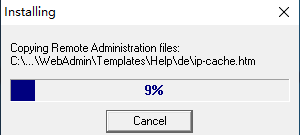 Installing
Copying Remote Administration files:
C:\...\WebAdmin\Templates\Help\de\ip-cache.htm
9%
Cancel